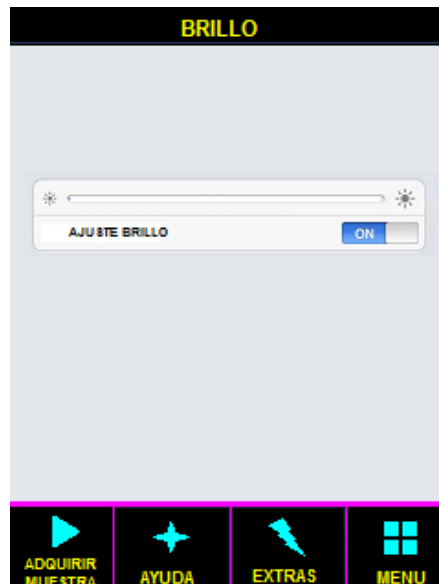 BRILLO
AJUSTE BRILLO
ON
ADQUIRIR
MUESTRA
AYUDA
EXTRAS
MENU